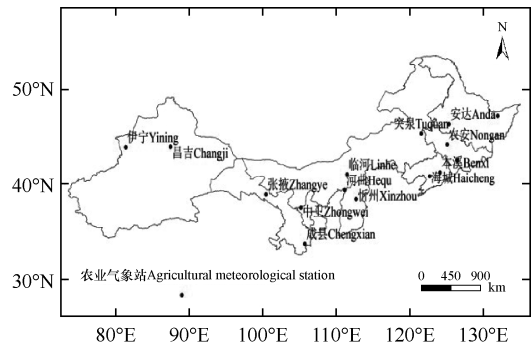 N
50°N
安达Anda
突泉Tuquan
农安Nongan
伊宁Yining
昌吉Changji
本溪Benxi
临河Linhe
海城Haicheng
40°N
张掖Zhangye
河曲Hequ
忻州Xinzhou
中卫Zhongwei
成县Chengxian
30°N
农业气象站Agricultural meteorological station
0 450 900
km
80°E 90°E 100°E 110°E 120°E 130°E